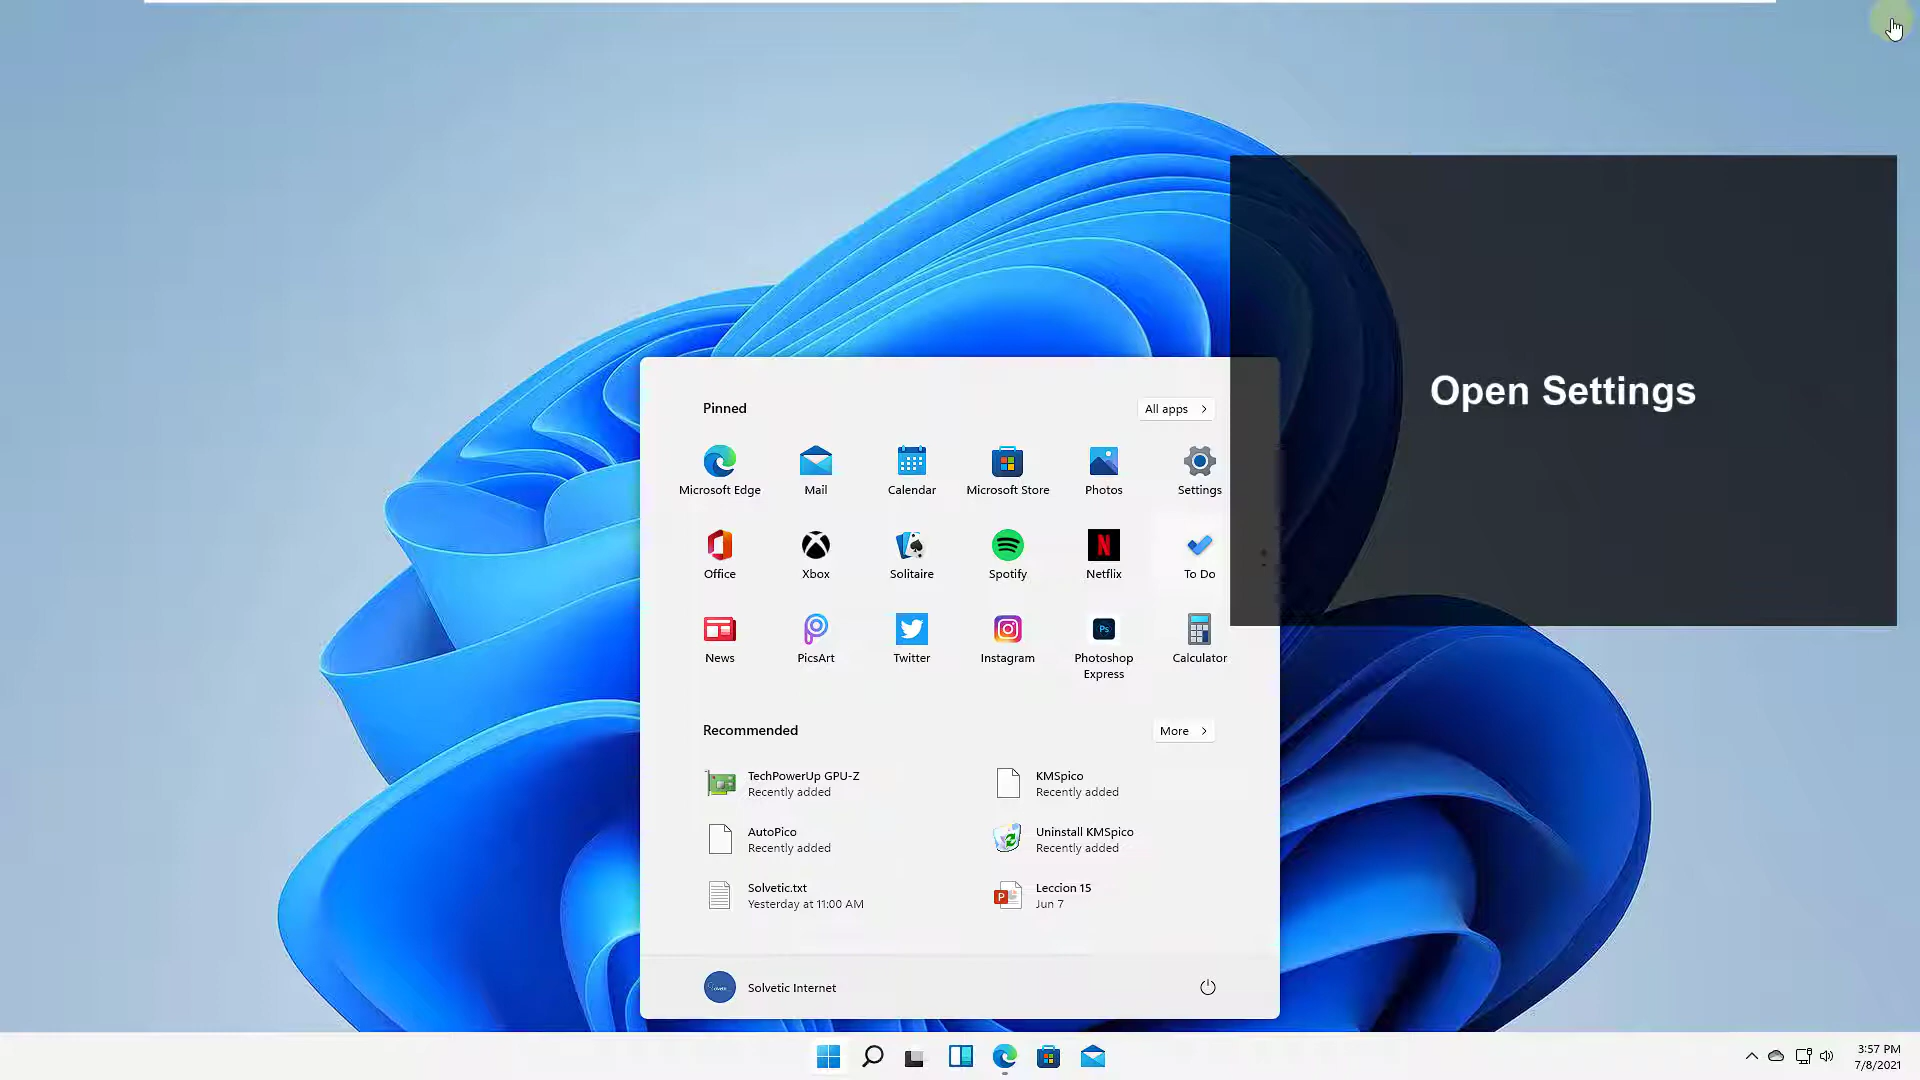 Open Settings
Pinned
All apps
Microsoft Edge
Mail
Calendar
Microsoft Store
Photos
Settings
Office
Xbox
Solitaire
Spotify
Netflix
To Do
News
PicsArt
Twitter
Instagram
Ps
Photoshop
Express
Calculator
Recommended
More
TechPowerUp GPU-Z
Recently added
KMSpico
Recently added
AutoPico
Recently added
Uninstall KMSpico
Recently added
Solvetic.txt
Yesterday at 11:00 AM
Leccion 15
Jun 7
Solvetic Internet
3:57 PM
7/8/2021